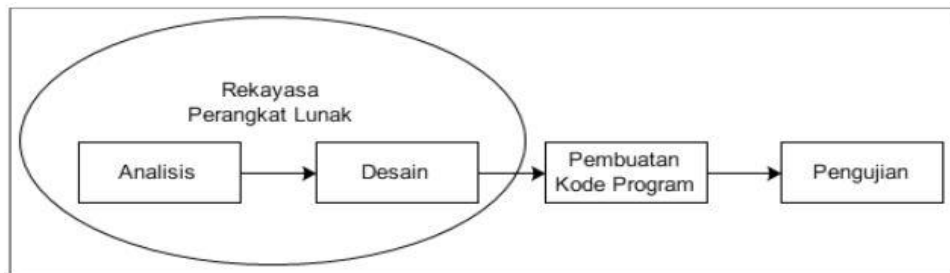 Rekayasa
Perangkat Lunak
Analisis
Desain
Pembuatan
Kode Program
Pengujian